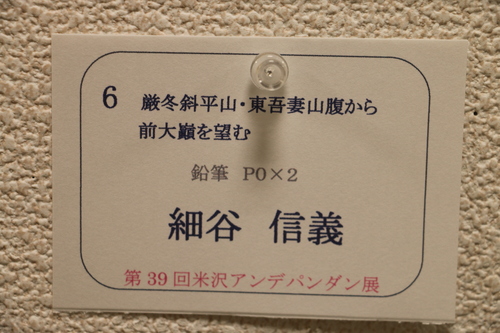 6 厳冬斜平山・東吾妻山腹から
前大巓を望む
鉛筆 P0×2
細谷 信義
第39回米沢アンデパンダン展